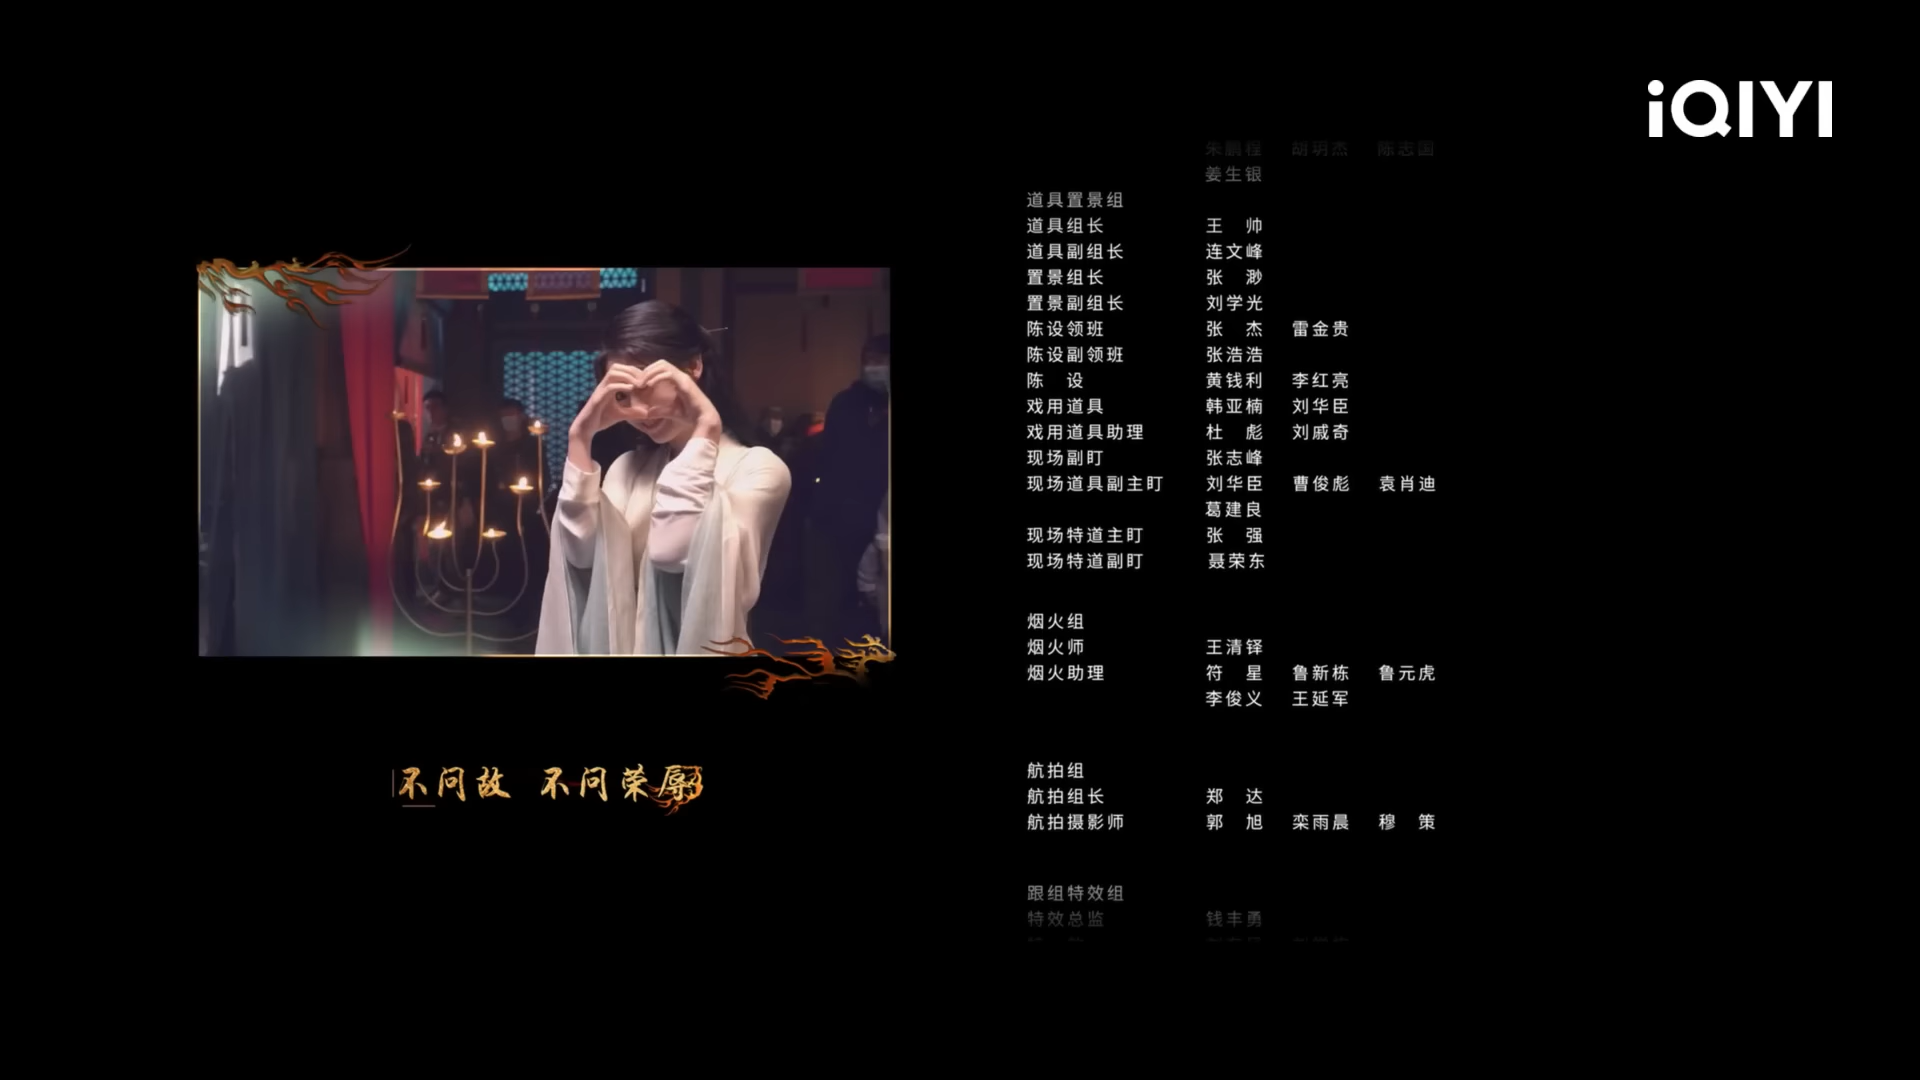 iQIYI
朱鹏程 胡玥杰 陈志国
姜生银
道具置景组
道具组长 王 帅
道具副组长 连文峰
置景组长 张 渺
置景副组长 刘学光
陈设领班 张 杰 雷金贵
陈设副领班 张浩浩
陈 设 黄钱利 李红亮
戏用道具 韩亚楠 刘华臣
戏用道具助理 杜 彪 刘戚奇
现场副盯 张志峰
现场道具副主盯 刘华臣 曹俊彪 袁肖迪
葛建良
现场特道主盯 张 强
现场特道副盯 聂荣东
烟火组
烟火师 王清铎
烟火助理 符 星 鲁新栋 鲁元虎
李俊义 王延军
航拍组
航拍组长 郑 达
航拍摄影师 郭 旭 栾雨晨 穆 策
跟组特效组
特效总监 钱丰勇
不问故 不问荣辱